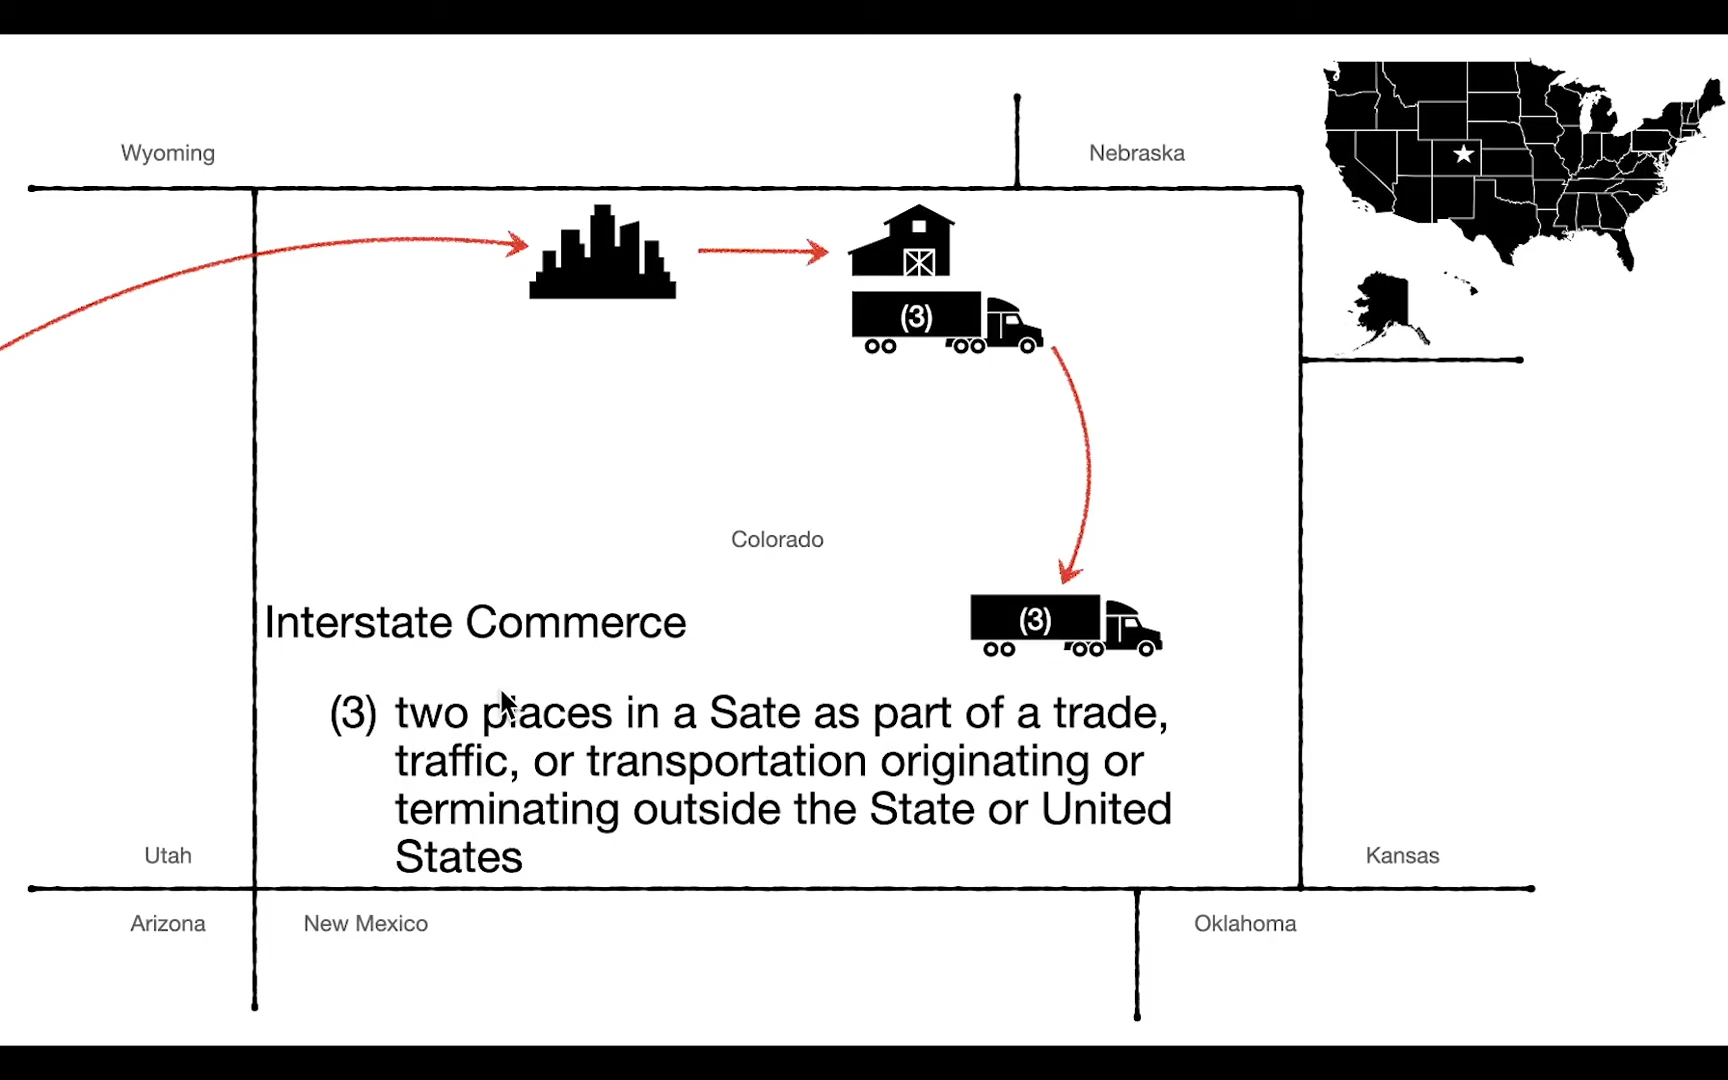 Wyoming
Nebraska
(3)
Colorado
(3)
Interstate Commerce
(3) two places in a Sate as part of a trade,
traffic, or transportation originating or
terminating outside the State or United
States
Utah
Kansas
Arizona
New Mexico
Oklahoma